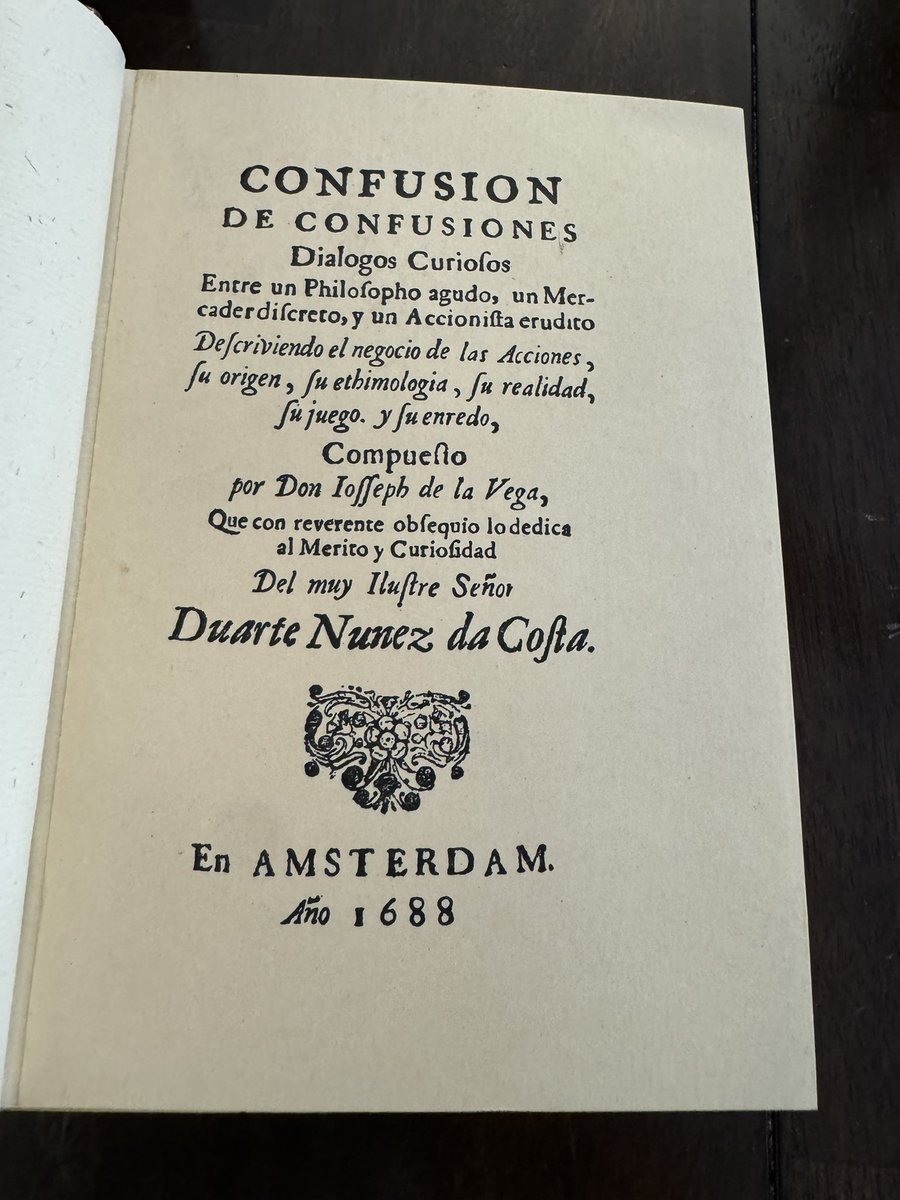 CONFUSION
DE CONFUSIONES
Dialogos Curioſos
Entre un Philoſopho agudo, un Mer-
cader diſcreto, y un Accioniſta erudito
Deſcriviendo el negocio de las Acciones,
ſu origen, ſu ethimologia, ſu realidad,
ſu juego. y ſu enredo,
Compueſto
por Don Ioſſeph de la Vega,
Que con reverente obſequio lo dedica
al Merito y Curioſidad
Del muy Iluſtre Señor
Duarte Nunez da Coſta.
En AMSTERDAM.
Año 1688